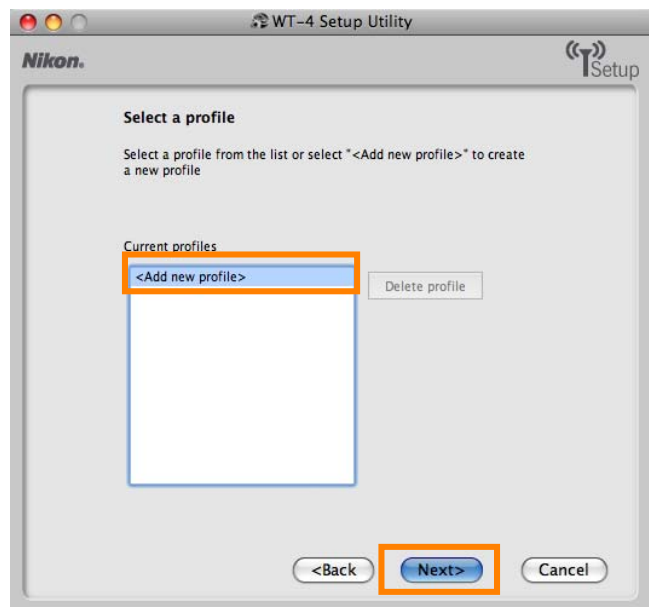 WT-4 Setup Utility
Nikon.
Setup
Select a profile
Select a profile from the list or select "<Add new profile>" to create
a new profile
Current profiles
<Add new profile>
Delete profile
<Back
Next>
Cancel